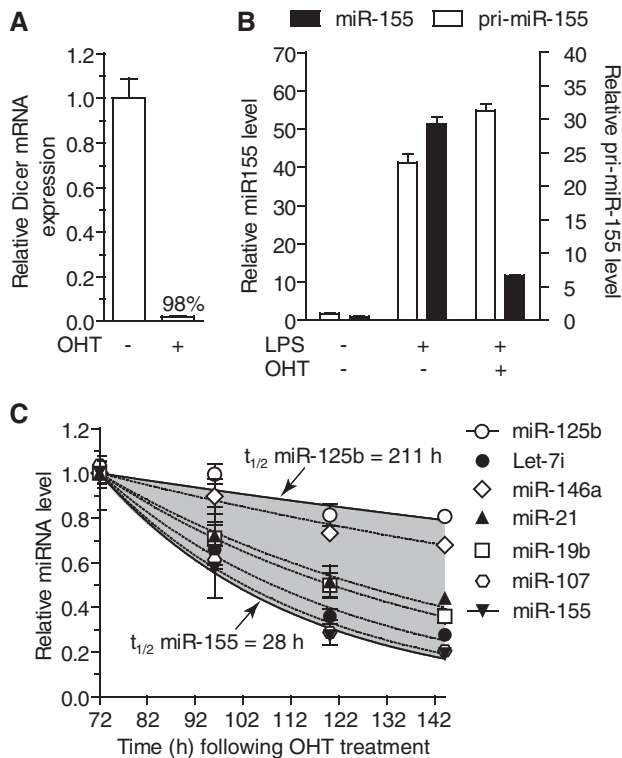 A
Relative Dicer mRNA
expression
1.2
1.0
0.8
0.6
0.4
0.2
0.0
98%
OHT - +
B
miR-155 pri-miR-155
Relative miR155 level
70
60
50
40
30
20
10
0
40
35
30
25
20
15
10
5
0
Relative pri-miR-155 level
LPS - + +
OHT - - +
C
Relative miRNA level
1.2
1.0
0.8
0.6
0.4
0.2
0.0
t1/2 miR-125b = 211 h
t1/2 miR-155 = 28 h
72 82 92 102 112 122 132 142
Time (h) following OHT treatment
miR-125b
Let-7i
miR-146a
miR-21
miR-19b
miR-107
miR-155